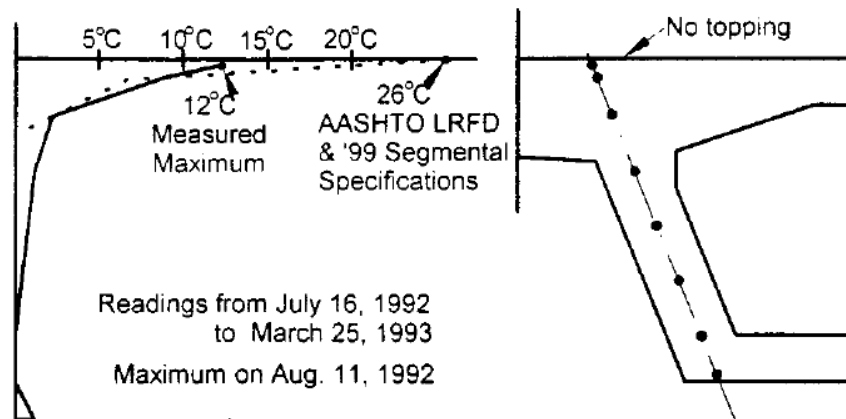 5°C 10°C 15°C 20°C
No topping
12°C
Measured
Maximum
26°C
AASHTO LRFD
& '99 Segmental
Specifications
Readings from July 16, 1992
to March 25, 1993
Maximum on Aug. 11, 1992